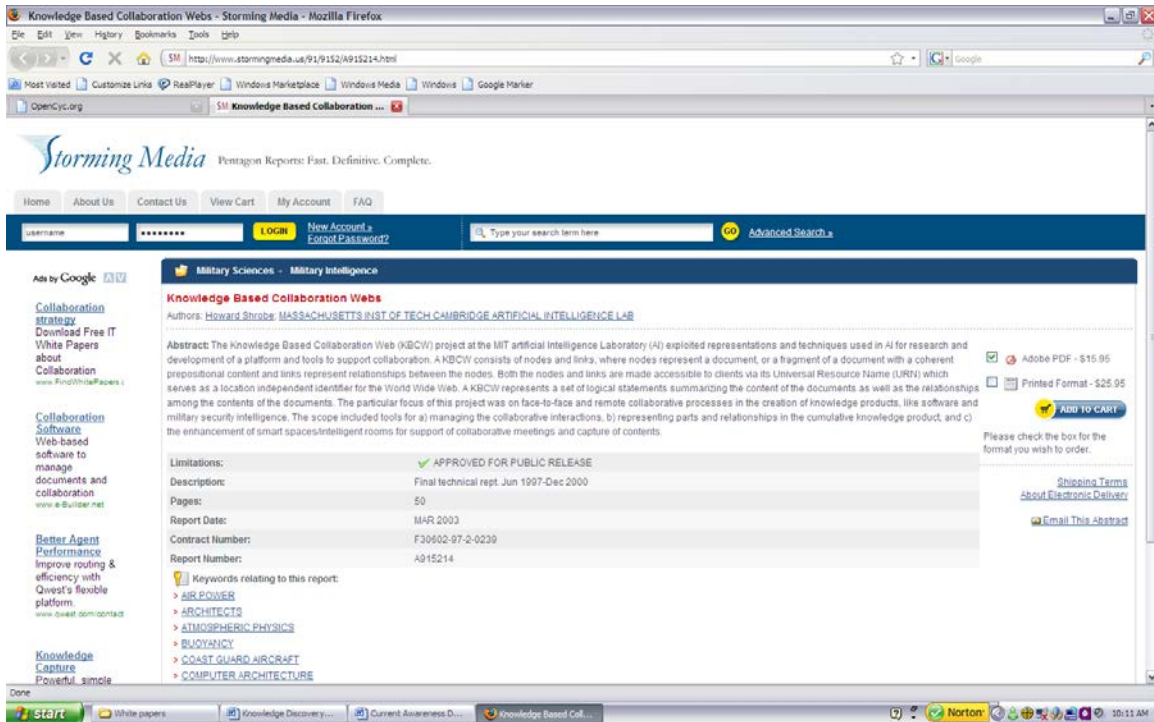 Knowledge Based Collaboration Webs - Storming Media - Mozilla Firefox
File Edit View History Bookmarks Tools Help
SM http://www.stormingmedia.us/91/9152/A915214.html
Google
Most Visited Customize Links RealPlayer Windows Marketplace Windows Media Windows Google Marker
OpenCyc.org
SM Knowledge Based Collaboration ...
Storming Media Pentagon Reports: Fast. Definitive. Complete.
Home About Us Contact Us View Cart My Account FAQ
username
LOGIN
New Account »
Forgot Password?
Type your search term here
GO
Advanced Search »
Ads by Google
Collaboration
strategy
Download Free IT
White Papers
about
Collaboration
www.FindWhitePapers.c
Collaboration
Software
Web-based
software to
manage
documents and
collaboration
www.e-Builder.net
Better Agent
Performance
Improve routing &
efficiency with
Qwest's flexible
platform.
www.qwest.com/contact
Knowledge
Capture
Powerful, simple
Military Sciences - Military Intelligence
Knowledge Based Collaboration Webs
Authors: Howard Shrobe; MASSACHUSETTS INST OF TECH CAMBRIDGE ARTIFICIAL INTELLIGENCE LAB
Abstract: The Knowledge Based Collaboration Web (KBCW) project at the MIT artificial Intelligence Laboratory (AI) exploited representations and techniques used in AI for research and
development of a platform and tools to support collaboration. A KBCW consists of nodes and links, where nodes represent a document, or a fragment of a document with a coherent
prepositional content and links represent relationships between the nodes. Both the nodes and links are made accessible to clients via its Universal Resource Name (URN) which
serves as a location independent identifier for the World Wide Web. A KBCW represents a set of logical statements summarizing the content of the documents as well as the relationships
among the contents of the documents. The particular focus of this project was on face-to-face and remote collaborative processes in the creation of knowledge products, like software and
military security intelligence. The scope included tools for a) managing the collaborative interactions, b) representing parts and relationships in the cumulative knowledge product, and c)
the enhancement of smart spaces/intelligent rooms for support of collaborative meetings and capture of contents.
Adobe PDF - $15.95
Printed Format - $25.95
ADD TO CART
Please check the box for the
format you wish to order.
Shipping Terms
About Electronic Delivery
Email This Abstract
Limitations: APPROVED FOR PUBLIC RELEASE
Description: Final technical rept. Jun 1997-Dec 2000
Pages: 50
Report Date: MAR 2003
Contract Number: F30602-97-2-0239
Report Number: A915214
Keywords relating to this report:
> AIR POWER
> ARCHITECTS
> ATMOSPHERIC PHYSICS
> BUOYANCY
> COAST GUARD AIRCRAFT
> COMPUTER ARCHITECTURE
Done
start
White papers
Knowledge Discovery...
Current Awareness D...
Knowledge Based Coll...
Norton
10:11 AM